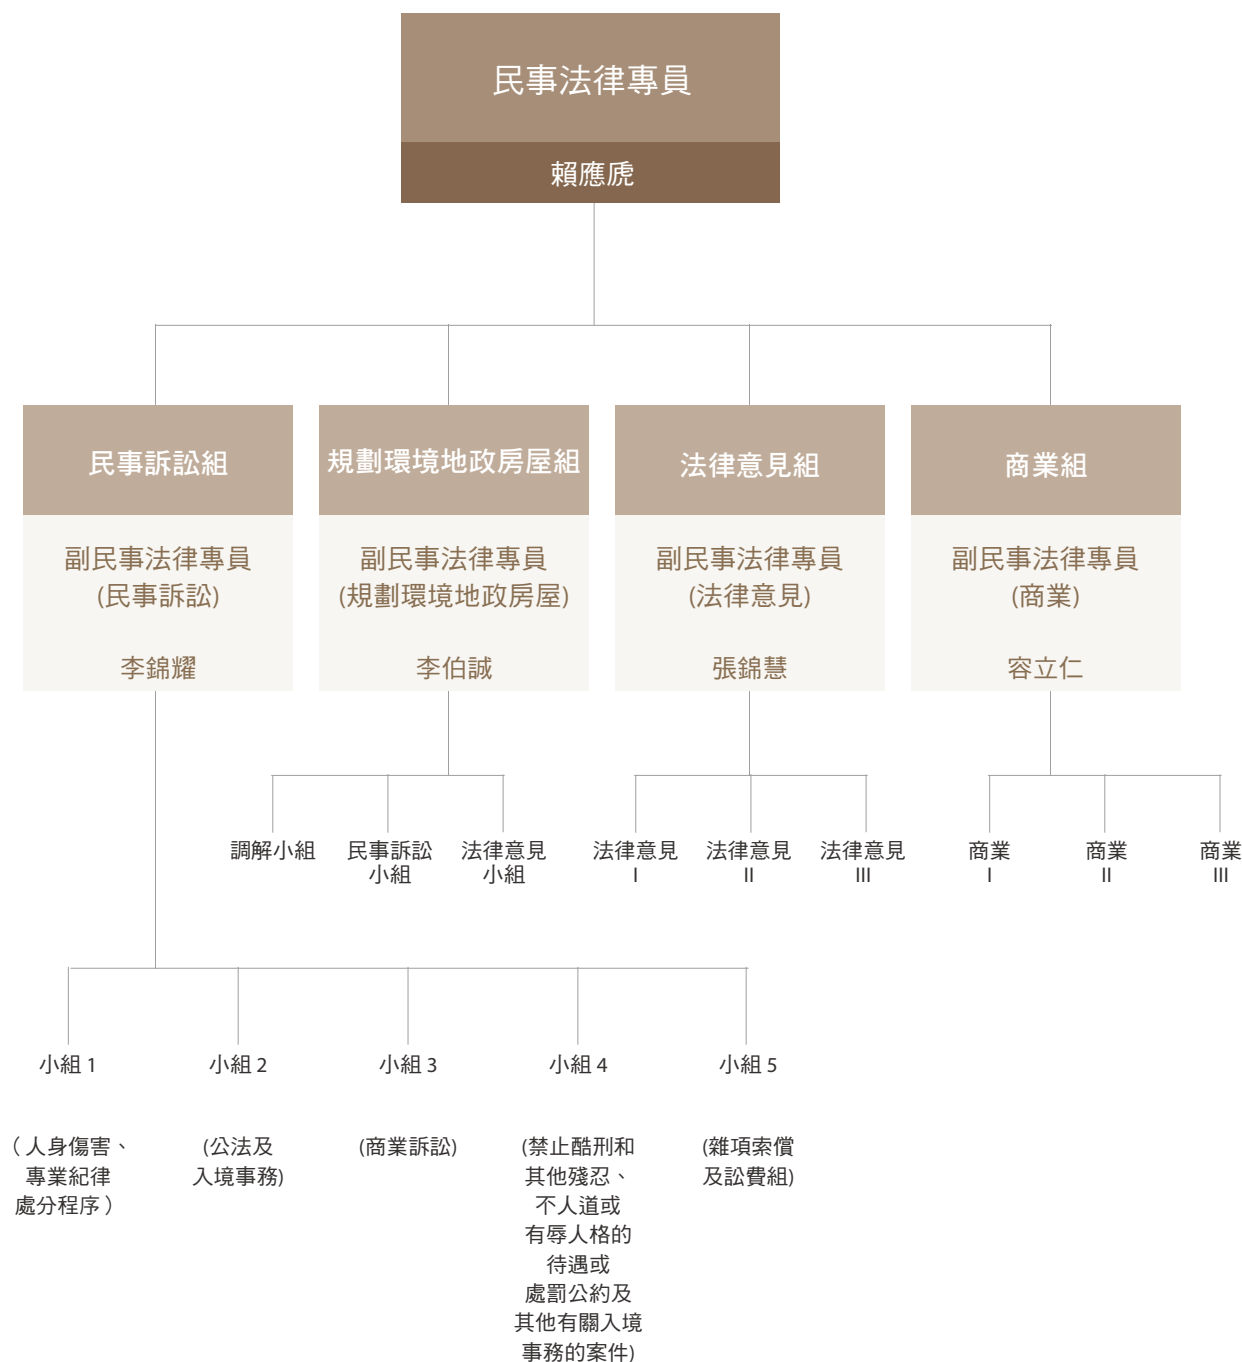 民事法律專員
賴應虒
民事訴訟組
規劃環境地政房屋組
法律意見組
商業組
副民事法律專員
(民事訴訟)
李錦耀
副民事法律專員
(規劃環境地政房屋)
李伯誠
副民事法律專員
(法律意見)
張錦慧
副民事法律專員
(商業)
容立仁
調解小組
民事訴訟
小組
法律意見
小組
法律意見
I
法律意見
II
法律意見
III
商業
I
商業
II
商業
III
小組 1
(人身傷害、
專業紀律
處分程序)
小組 2
(公法及
入境事務)
小組 3
(商業訴訟)
小組 4
(禁止酷刑和
其他殘忍、
不人道或
有辱人格的
待遇或
處罰公約及
其他有關入境
事務的案件)
小組 5
(雜項索償
及訟費組)